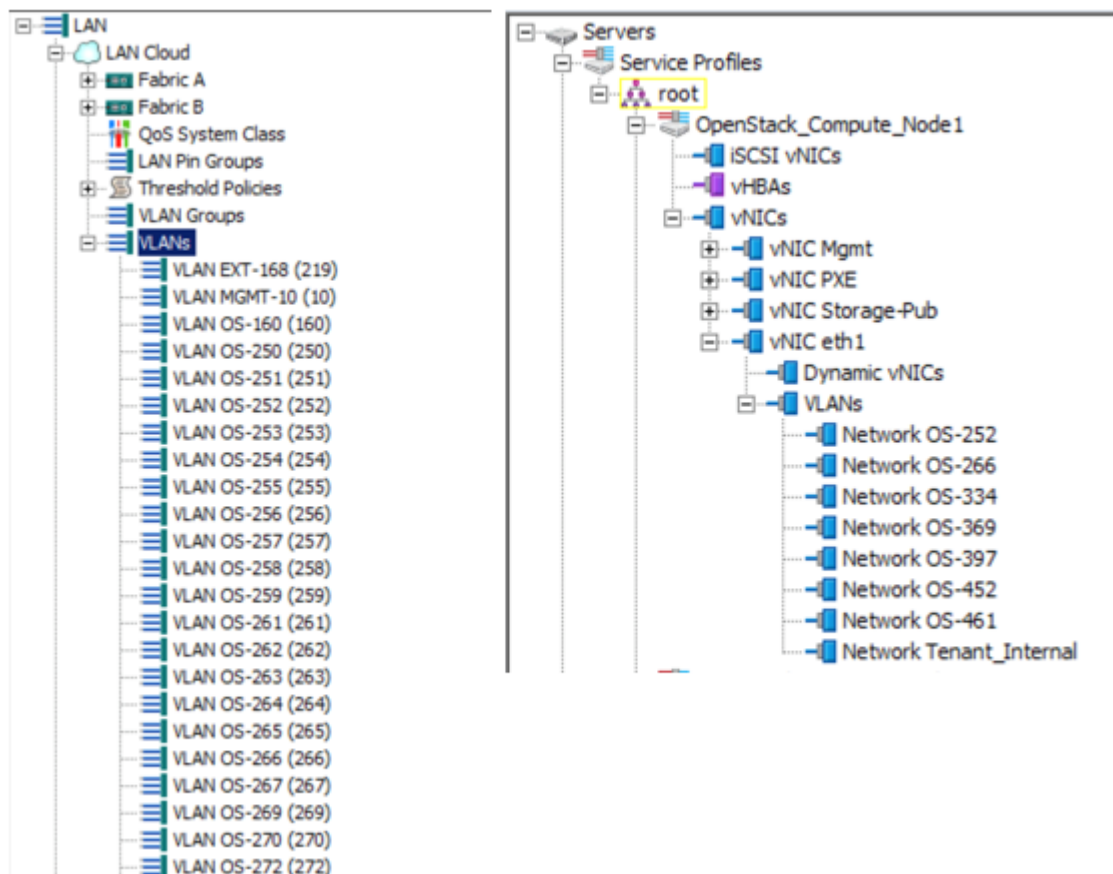 LAN
LAN Cloud
Fabric A
Fabric B
QoS System Class
LAN Pin Groups
Threshold Policies
VLAN Groups
VLANs
VLAN EXT-168 (219)
VLAN MGMT-10 (10)
VLAN OS-160 (160)
VLAN OS-250 (250)
VLAN OS-251 (251)
VLAN OS-252 (252)
VLAN OS-253 (253)
VLAN OS-254 (254)
VLAN OS-255 (255)
VLAN OS-256 (256)
VLAN OS-257 (257)
VLAN OS-258 (258)
VLAN OS-259 (259)
VLAN OS-261 (261)
VLAN OS-262 (262)
VLAN OS-263 (263)
VLAN OS-264 (264)
VLAN OS-265 (265)
VLAN OS-266 (266)
VLAN OS-267 (267)
VLAN OS-269 (269)
VLAN OS-270 (270)
VLAN OS-272 (272)
Servers
Service Profiles
root
OpenStack_Compute_Node1
iSCSI vNICs
vHBAs
vNICs
vNIC Mgmt
vNIC PXE
vNIC Storage-Pub
vNIC eth1
Dynamic vNICs
VLANs
Network OS-252
Network OS-266
Network OS-334
Network OS-369
Network OS-397
Network OS-452
Network OS-461
Network Tenant_Internal